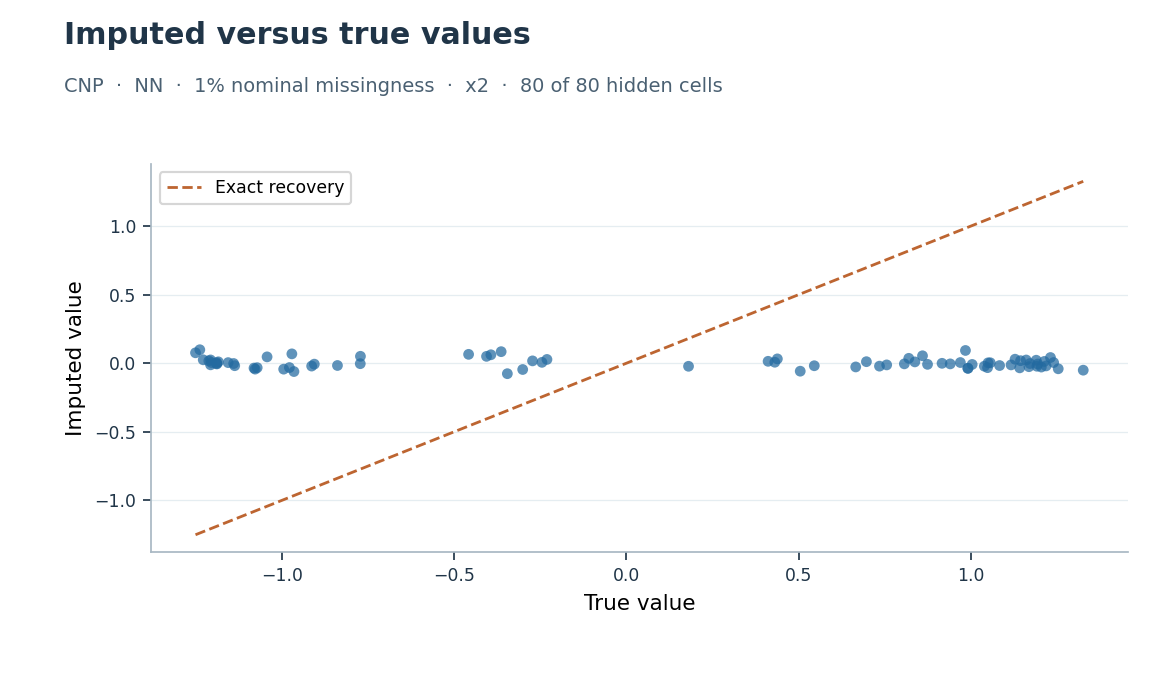 Imputed versus true values
CNP · NN · 1% nominal missingness · x2 · 80 of 80 hidden cells
Exact recovery
1.0
0.5
0.0
−0.5
−1.0
Imputed value
−1.0 −0.5 0.0 0.5 1.0
True value